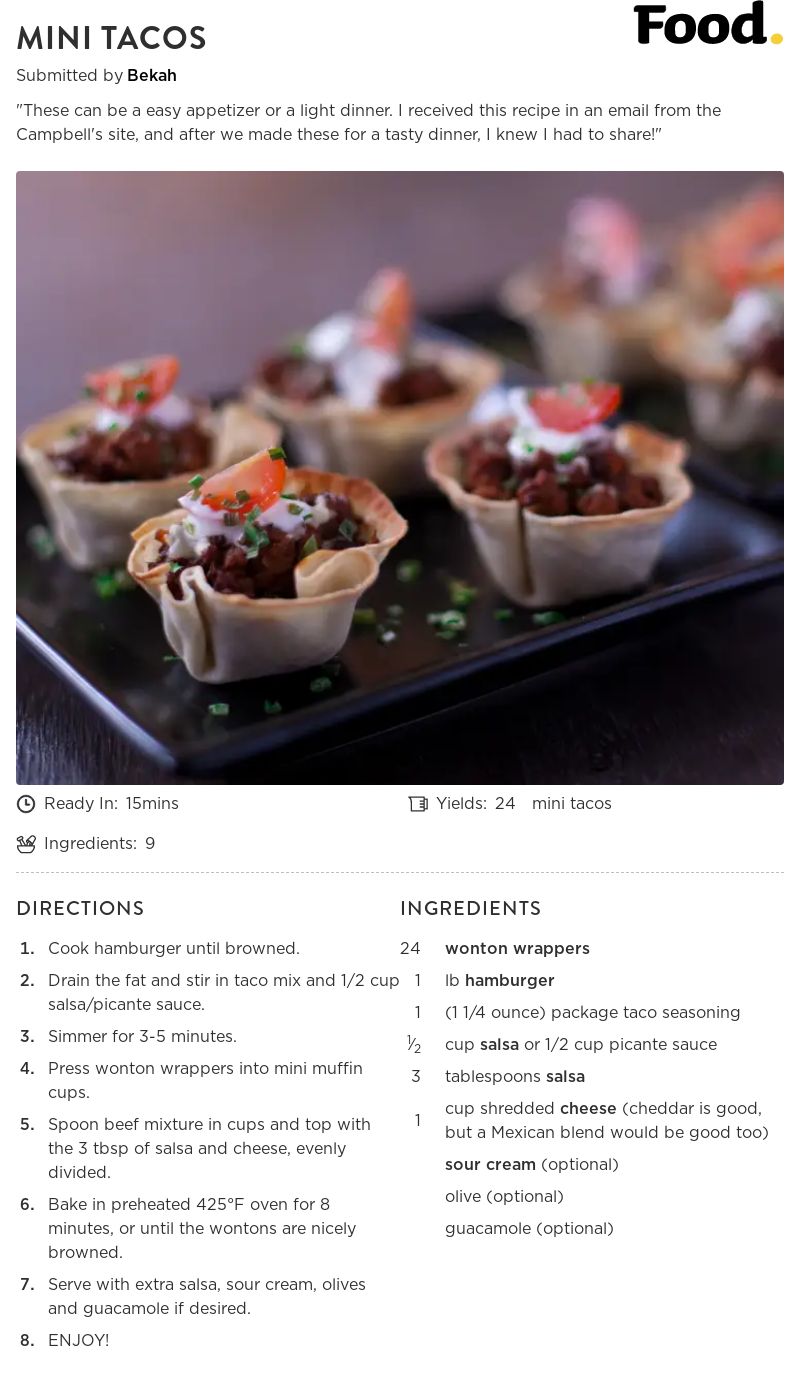 Food.
MINI TACOS
Submitted by Bekah
"These can be a easy appetizer or a light dinner. I received this recipe in an email from the
Campbell's site, and after we made these for a tasty dinner, I knew I had to share!"
Ready In: 15mins
Yields: 24 mini tacos
Ingredients: 9
DIRECTIONS
1. Cook hamburger until browned.
2. Drain the fat and stir in taco mix and 1/2 cup
salsa/picante sauce.
3. Simmer for 3-5 minutes.
4. Press wonton wrappers into mini muffin
cups.
5. Spoon beef mixture in cups and top with
the 3 tbsp of salsa and cheese, evenly
divided.
6. Bake in preheated 425°F oven for 8
minutes, or until the wontons are nicely
browned.
7. Serve with extra salsa, sour cream, olives
and guacamole if desired.
8. ENJOY!
INGREDIENTS
24 wonton wrappers
1 lb hamburger
1 (1 1/4 ounce) package taco seasoning
1⁄2 cup salsa or 1/2 cup picante sauce
3 tablespoons salsa
1 cup shredded cheese (cheddar is good,
but a Mexican blend would be good too)
sour cream (optional)
olive (optional)
guacamole (optional)